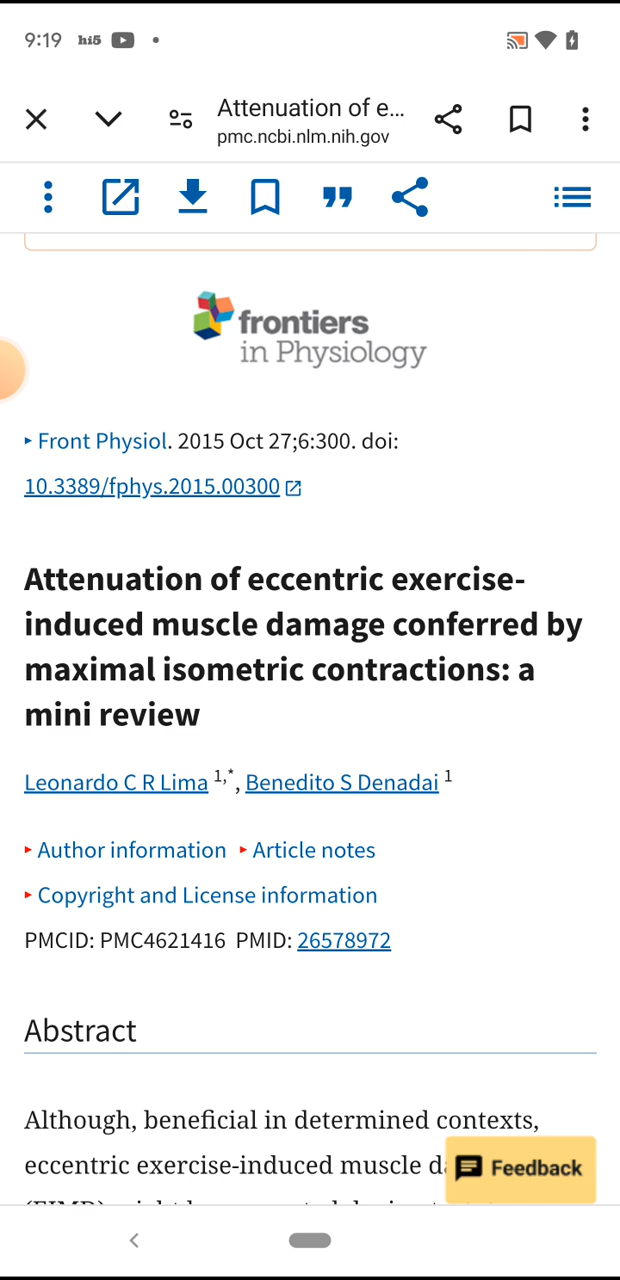 9:19 hi5
Attenuation of e...
pmc.ncbi.nlm.nih.gov
frontiers
in Physiology
▸ Front Physiol. 2015 Oct 27;6:300. doi:
10.3389/fphys.2015.00300
Attenuation of eccentric exercise-
induced muscle damage conferred by
maximal isometric contractions: a
mini review
Leonardo C R Lima 1,*, Benedito S Denadai 1
▸ Author information ▸ Article notes
▸ Copyright and License information
PMCID: PMC4621416 PMID: 26578972
Abstract
Although, beneficial in determined contexts,
eccentric exercise-induced muscle
Feedback